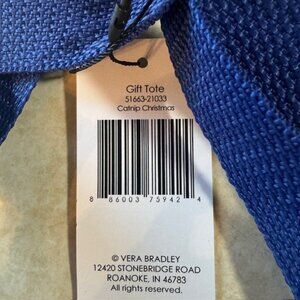 Gift Tote
51663-21033
Catnip Christmas
8 86003 75942 4
© VERA BRADLEY
12420 STONEBRIDGE ROAD
ROANOKE, IN 46783
All rights reserved.